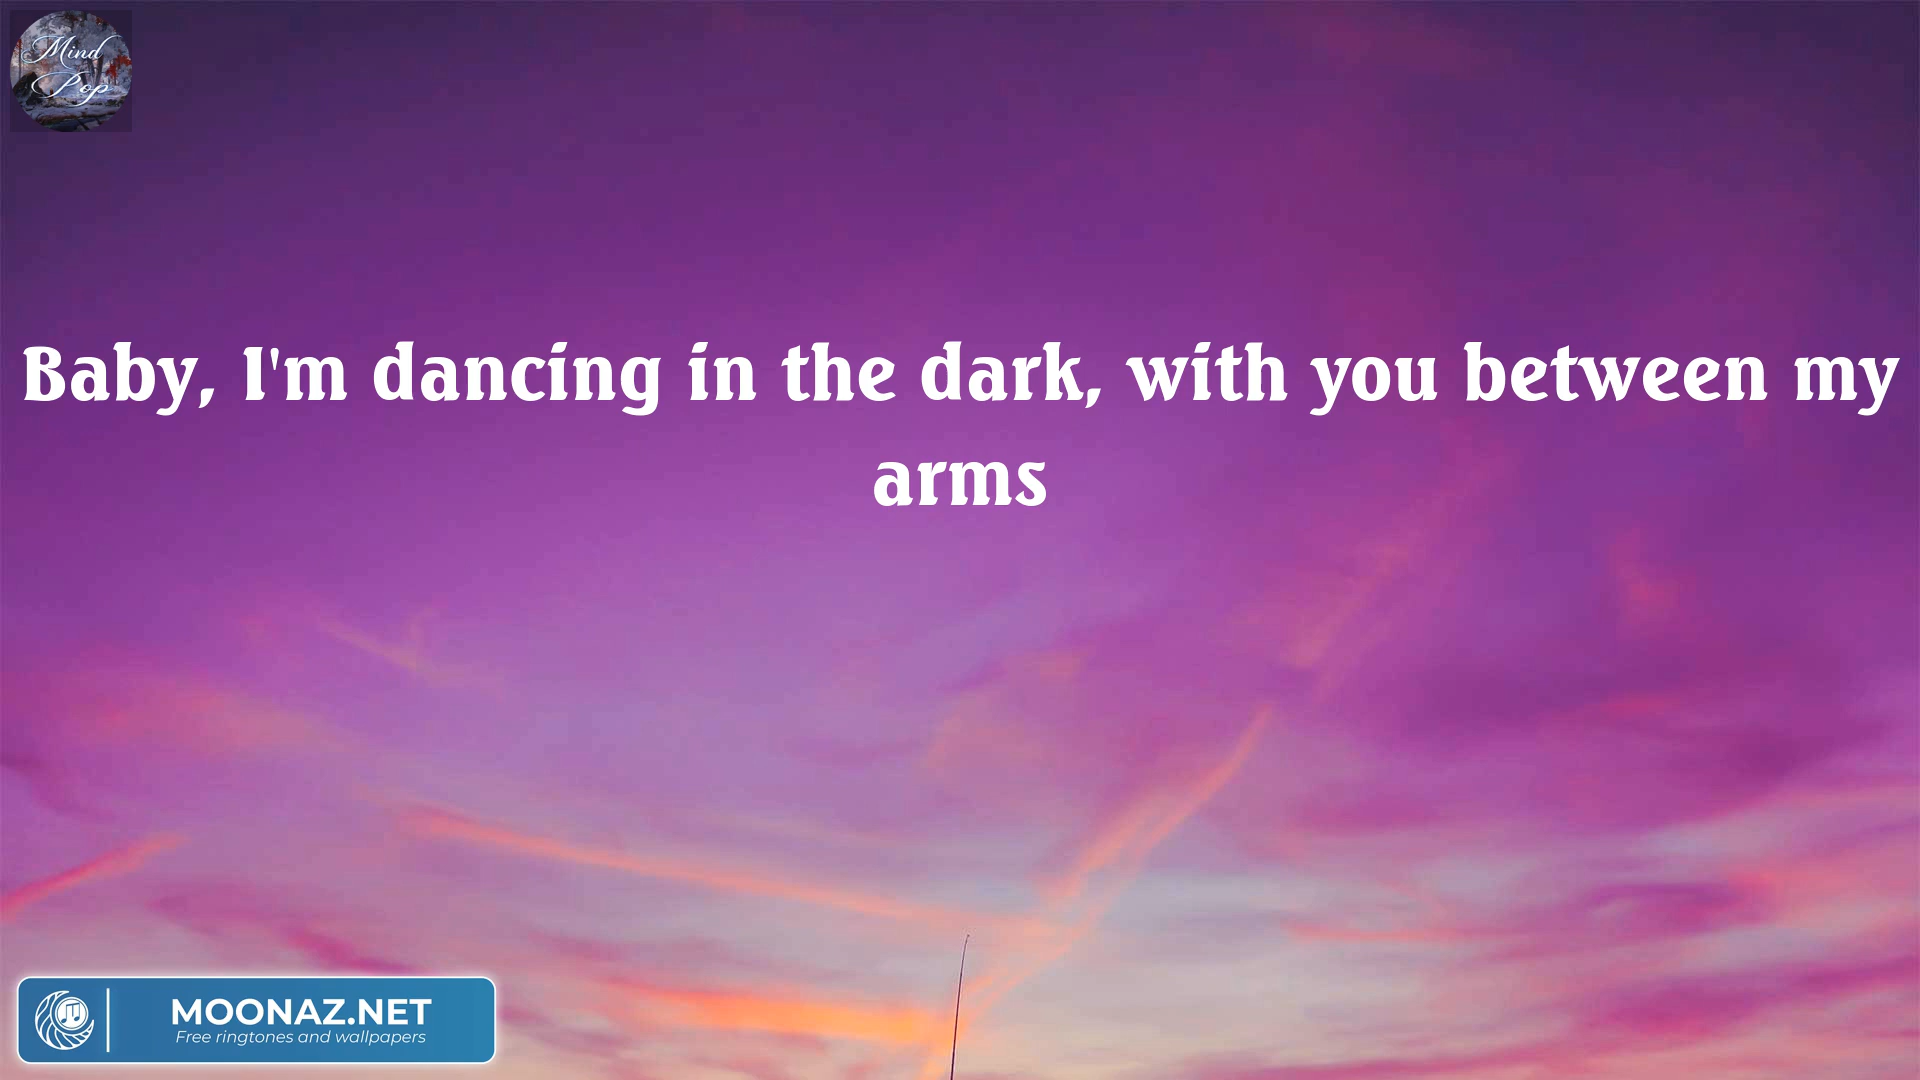 Mind
Pop
Baby, I'm dancing in the dark, with you between my
arms
MOONAZ.NET
Free ringtones and wallpapers